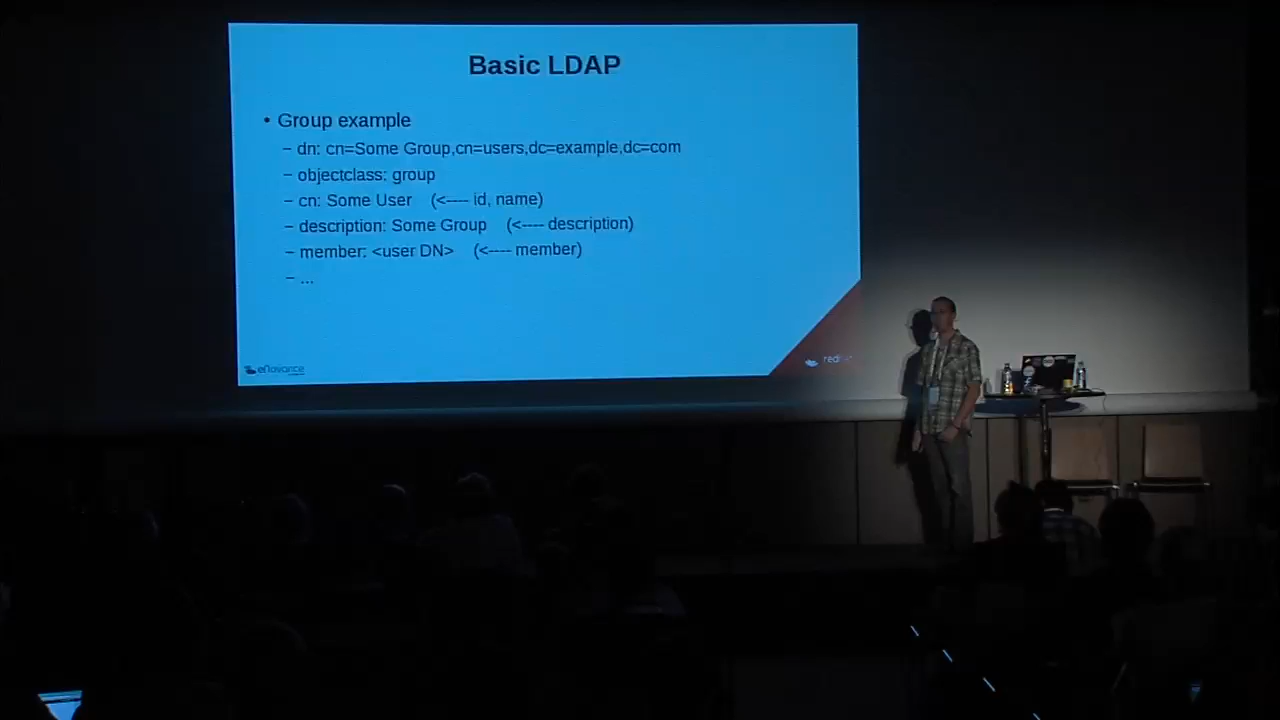 Basic LDAP
• Group example
– dn: cn=Some Group,cn=users,dc=example,dc=com
– objectclass: group
– cn: Some User (<---- id, name)
– description: Some Group (<---- description)
– member: <user DN> (<---- member)
– ...
enovance